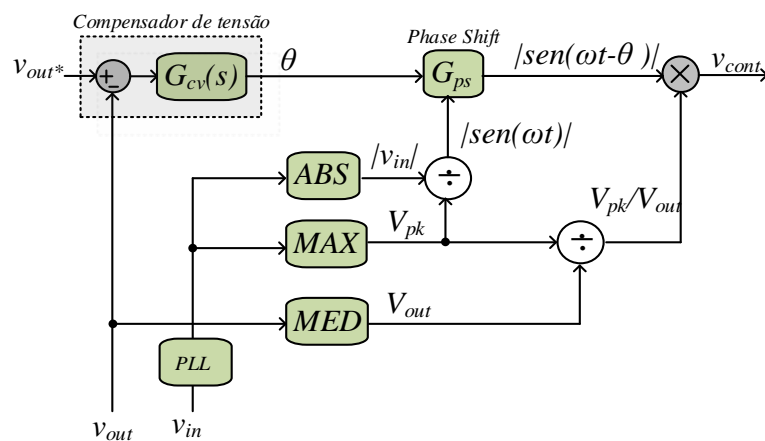 Compensador de tensão
Phase Shift
v_out*
+
−
G_cv(s)
θ
G_ps
|sen(ωt-θ )|
×
v_cont
|sen(ωt)|
ABS
|v_in|
÷
V_pk/V_out
MAX
V_pk
÷
MED
V_out
PLL
v_out
v_in